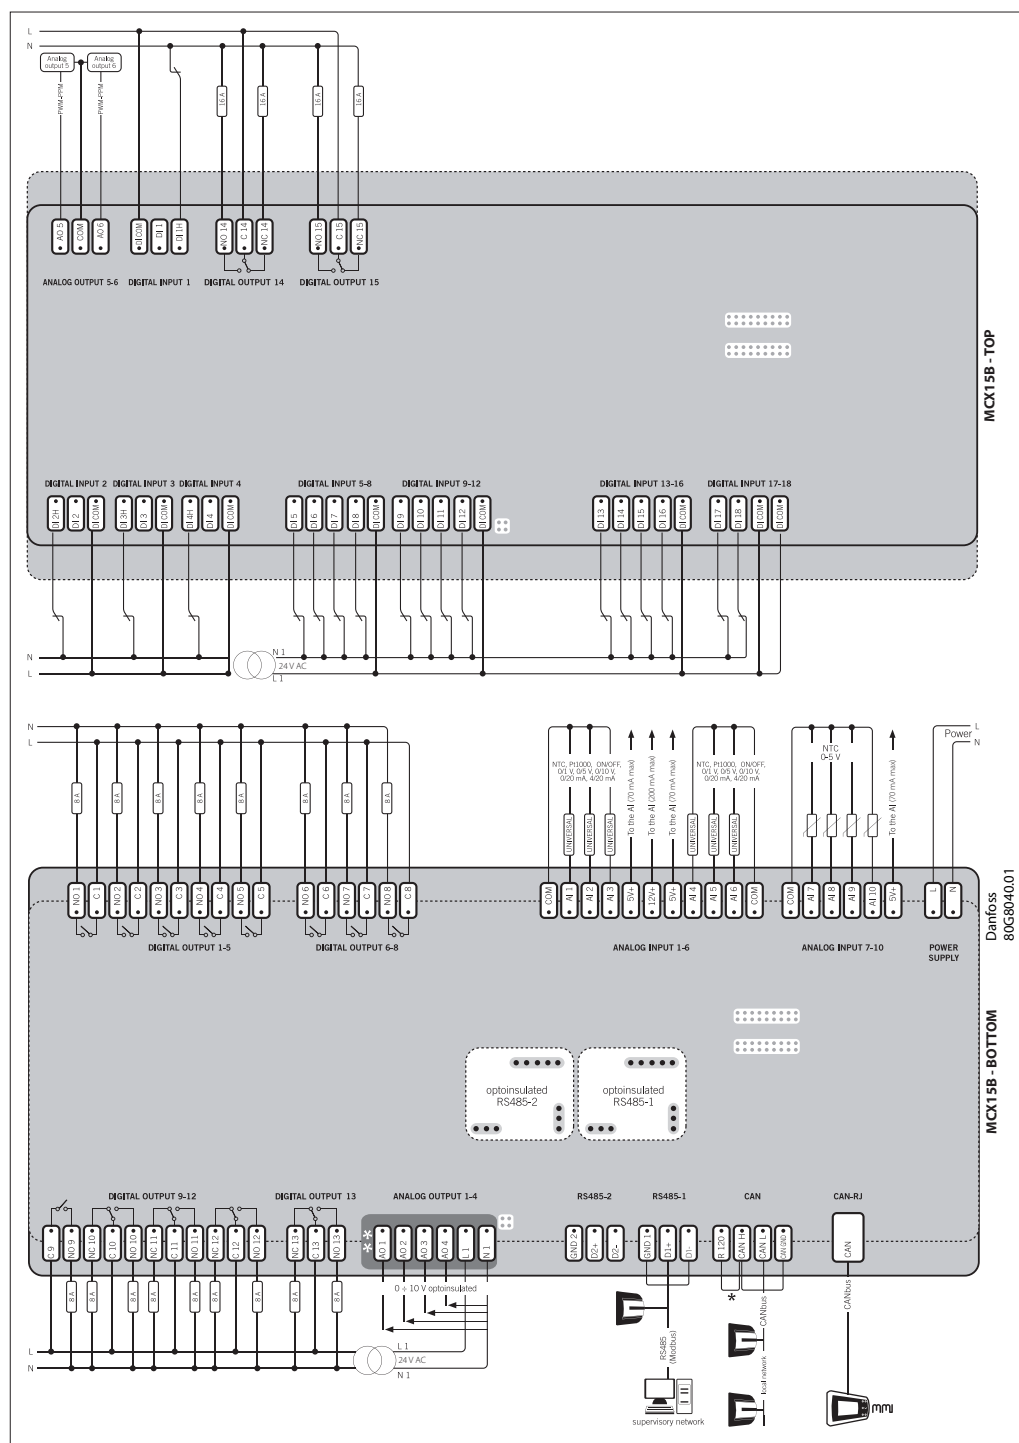 L
N
Analog
output 5
Analog
output 6
PWM-PPM
PWM-PPM
16 A
16 A
16 A
16 A
AO 5
COM
AO 6
DI COM
DI 1
DI 1H
NO 14
C 14
NC 14
NO 15
C 15
NC 15
ANALOG OUTPUT 5-6
DIGITAL INPUT 1
DIGITAL OUTPUT 14
DIGITAL OUTPUT 15
MCX15B - TOP
DIGITAL INPUT 2
DIGITAL INPUT 3
DIGITAL INPUT 4
DIGITAL INPUT 5-8
DIGITAL INPUT 9-12
DIGITAL INPUT 13-16
DIGITAL INPUT 17-18
DI 2H
DI 2
DI COM
DI 3H
DI 3
DI COM
DI 4H
DI 4
DI COM
DI 5
DI 6
DI 7
DI 8
DI COM
DI 9
DI 10
DI 11
DI 12
DI COM
DI 13
DI 14
DI 15
DI 16
DI COM
DI 17
DI 18
DI COM
DI COM
N
L
N 1
24 V AC
L 1
N
L
8 A
8 A
8 A
8 A
8 A
8 A
8 A
8 A
NTC, Pt1000, ON/OFF,
0/1 V, 0/5 V, 0/10 V,
0/20 mA, 4/20 mA
UNIVERSAL
UNIVERSAL
UNIVERSAL
To the AI (70 mA max)
To the AI (200 mA max)
To the AI (70 mA max)
NTC, Pt1000, ON/OFF,
0/1 V, 0/5 V, 0/10 V,
0/20 mA, 4/20 mA
UNIVERSAL
UNIVERSAL
UNIVERSAL
NTC
0-5 V
To the AI (70 mA max)
Power
L
N
NO 1
C 1
NO 2
C 2
NO 3
C 3
NO 4
C 4
NO 5
C 5
NO 6
C 6
NO 7
C 7
NO 8
C 8
COM
AI 1
AI 2
AI 3
5V+
12V+
5V+
AI 4
AI 5
AI 6
COM
COM
AI 7
AI 8
AI 9
AI 10
5V+
L
N
DIGITAL OUTPUT 1-5
DIGITAL OUTPUT 6-8
ANALOG INPUT 1-6
ANALOG INPUT 7-10
POWER
SUPPLY
Danfoss
80G8040.01
MCX15B - BOTTOM
optoinsulated
RS485-2
optoinsulated
RS485-1
DIGITAL OUTPUT 9-12
DIGITAL OUTPUT 13
ANALOG OUTPUT 1-4
RS485-2
RS485-1
CAN
CAN-RJ
C 9
NO 9
NC 10
C 10
NO 10
NC 11
C 11
NO 11
NC 12
C 12
NO 12
NC 13
C 13
NO 13
**
AO 1
AO 2
AO 3
AO 4
L 1
N 1
GND 2
D2+
D2-
GND 1
D1+
D1-
R 120
CAN H
CAN L
CAN GND
CAN
*
0 ÷ 10 V optoinsulated
8 A
8 A
8 A
8 A
8 A
8 A
8 A
8 A
8 A
L
N
L 1
24 V AC
N 1
RS485
(Modbus)
supervisory network
CANbus
local network
CANbus
MMI